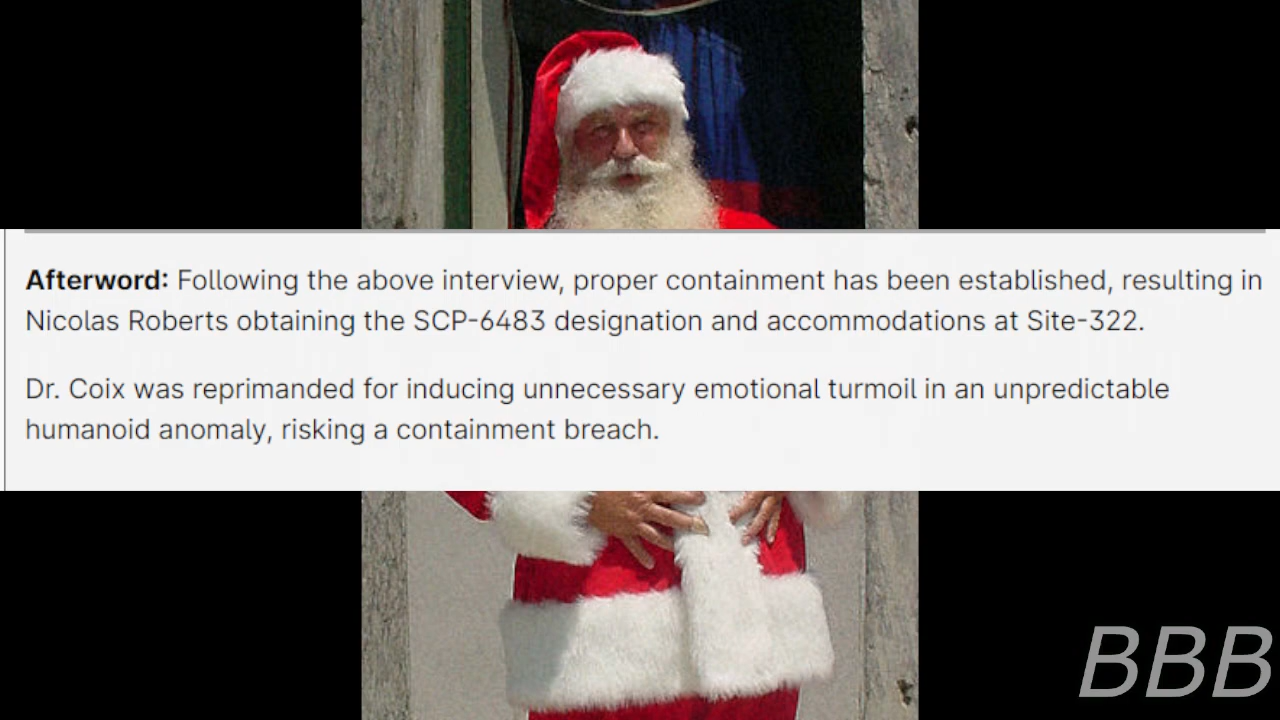 Afterword: Following the above interview, proper containment has been established, resulting in
Nicolas Roberts obtaining the SCP-6483 designation and accommodations at Site-322.
Dr. Coix was reprimanded for inducing unnecessary emotional turmoil in an unpredictable
humanoid anomaly, risking a containment breach.
BBB